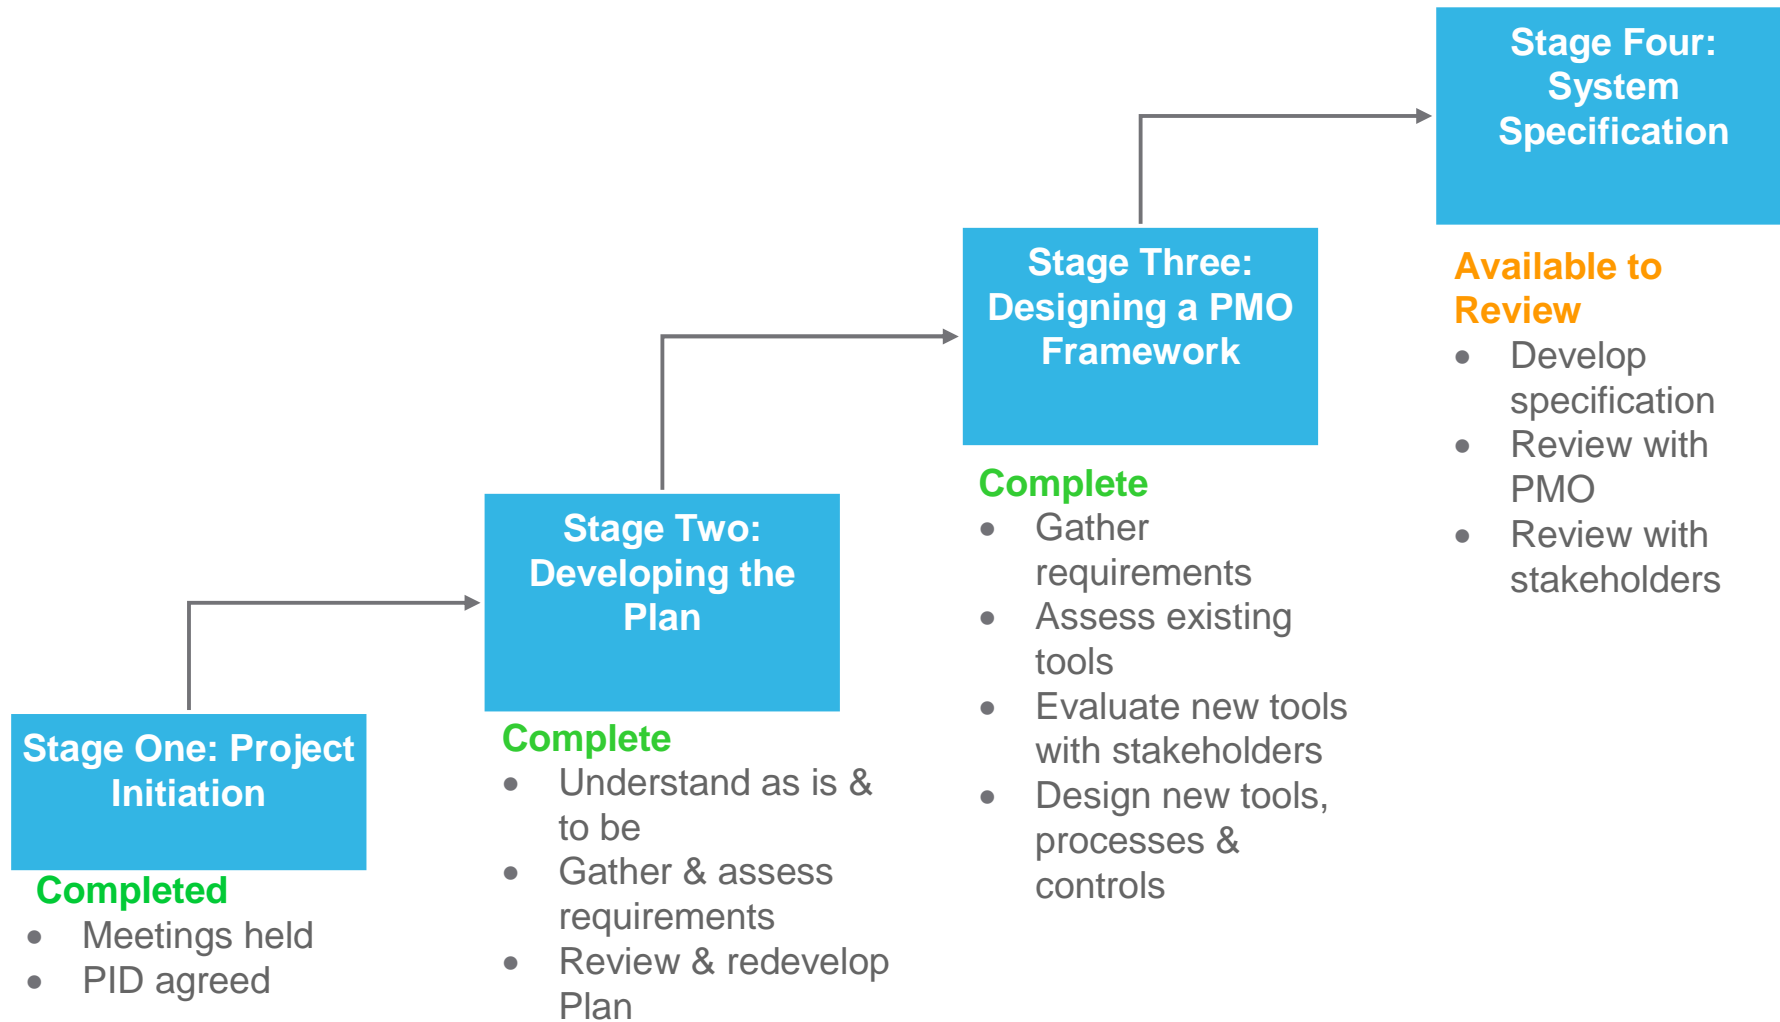 Stage One: Project
Initiation
Completed
● Meetings held
● PID agreed
Stage Two:
Developing the
Plan
Complete
● Understand as is &
to be
● Gather & assess
requirements
● Review & redevelop
Plan
Stage Three:
Designing a PMO
Framework
Complete
● Gather
requirements
● Assess existing
tools
● Evaluate new tools
with stakeholders
● Design new tools,
processes &
controls
Stage Four:
System
Specification
Available to
Review
● Develop
specification
● Review with
PMO
● Review with
stakeholders